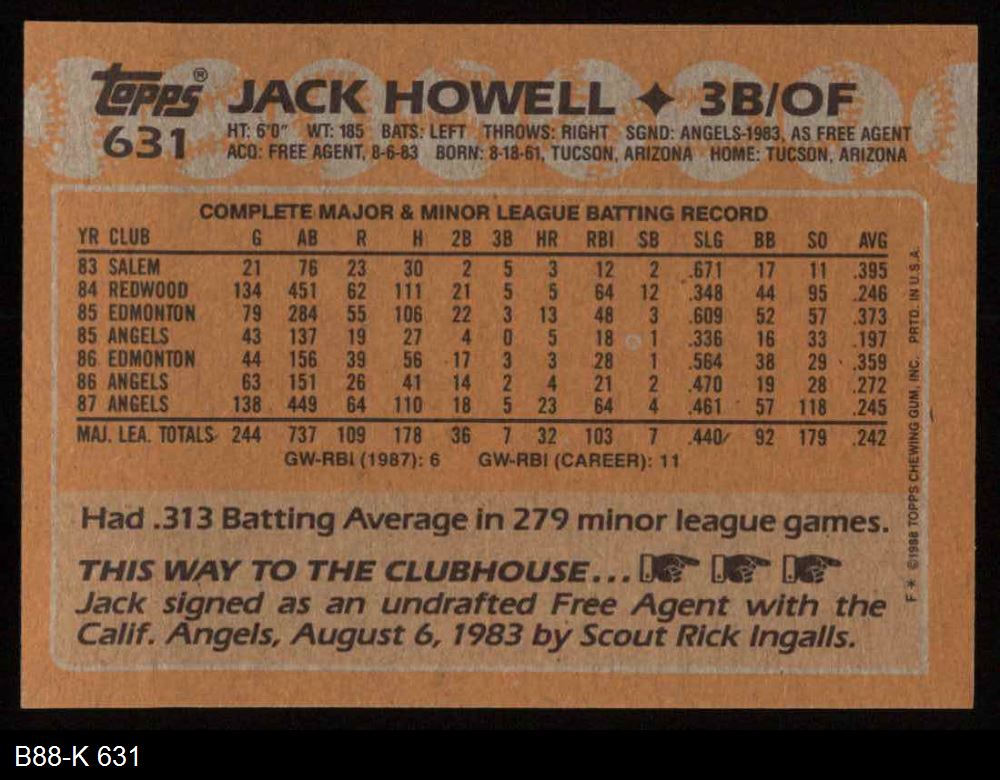 topps® JACK HOWELL ✦ 3B/OF
631 HT: 6'0" WT: 185 BATS: LEFT THROWS: RIGHT SGND: ANGELS-1983, AS FREE AGENT
ACQ: FREE AGENT, 8-6-83 BORN: 8-18-61, TUCSON, ARIZONA HOME: TUCSON, ARIZONA
COMPLETE MAJOR & MINOR LEAGUE BATTING RECORD
YR CLUB G AB R H 2B 3B HR RBI SB SLG BB SO AVG
83 SALEM 21 76 23 30 2 5 3 12 2 .671 17 11 .395
84 REDWOOD 134 451 62 111 21 5 5 64 12 .348 44 95 .246
85 EDMONTON 79 284 55 106 22 3 13 48 3 .609 52 57 .373
85 ANGELS 43 137 19 27 4 0 5 18 1 .336 16 33 .197
86 EDMONTON 44 156 39 56 17 3 3 28 1 .564 38 29 .359
86 ANGELS 63 151 26 41 14 2 4 21 2 .470 19 28 .272
87 ANGELS 138 449 64 110 18 5 23 64 4 .461 57 118 .245
MAJ. LEA. TOTALS 244 737 109 178 36 7 32 103 7 .440 92 179 .242
GW-RBI (1987): 6 GW-RBI (CAREER): 11
Had .313 Batting Average in 279 minor league games.
THIS WAY TO THE CLUBHOUSE...
Jack signed as an undrafted Free Agent with the
Calif. Angels, August 6, 1983 by Scout Rick Ingalls.
F * ©1988 TOPPS CHEWING GUM, INC. PRTD. IN U.S.A.
B88-K 631